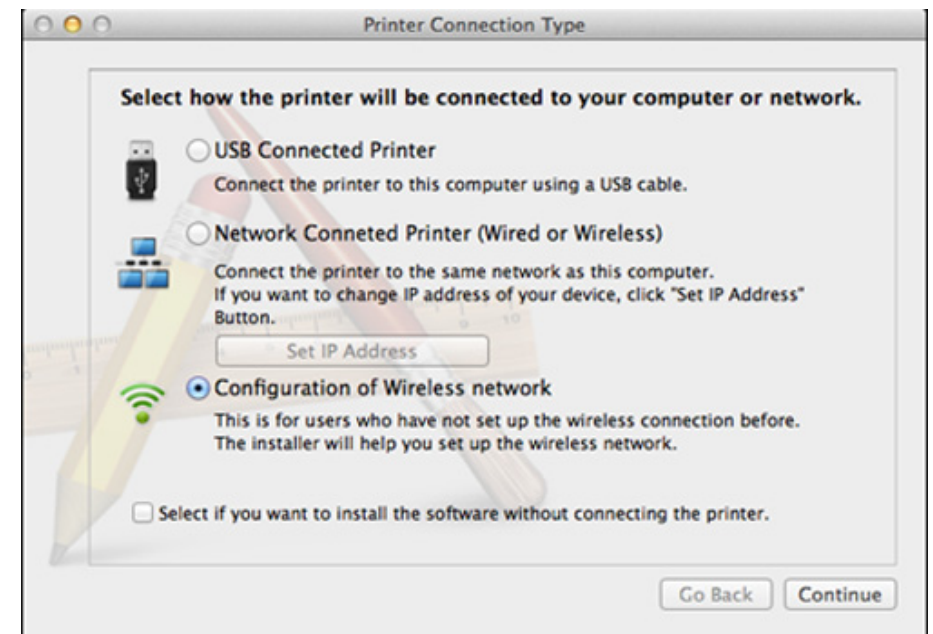 Printer Connection Type
Select how the printer will be connected to your computer or network.
USB Connected Printer
Connect the printer to this computer using a USB cable.
Network Conneted Printer (Wired or Wireless)
Connect the printer to the same network as this computer.
If you want to change IP address of your device, click "Set IP Address"
Button.
Set IP Address
Configuration of Wireless network
This is for users who have not set up the wireless connection before.
The installer will help you set up the wireless network.
Select if you want to install the software without connecting the printer.
Go Back Continue